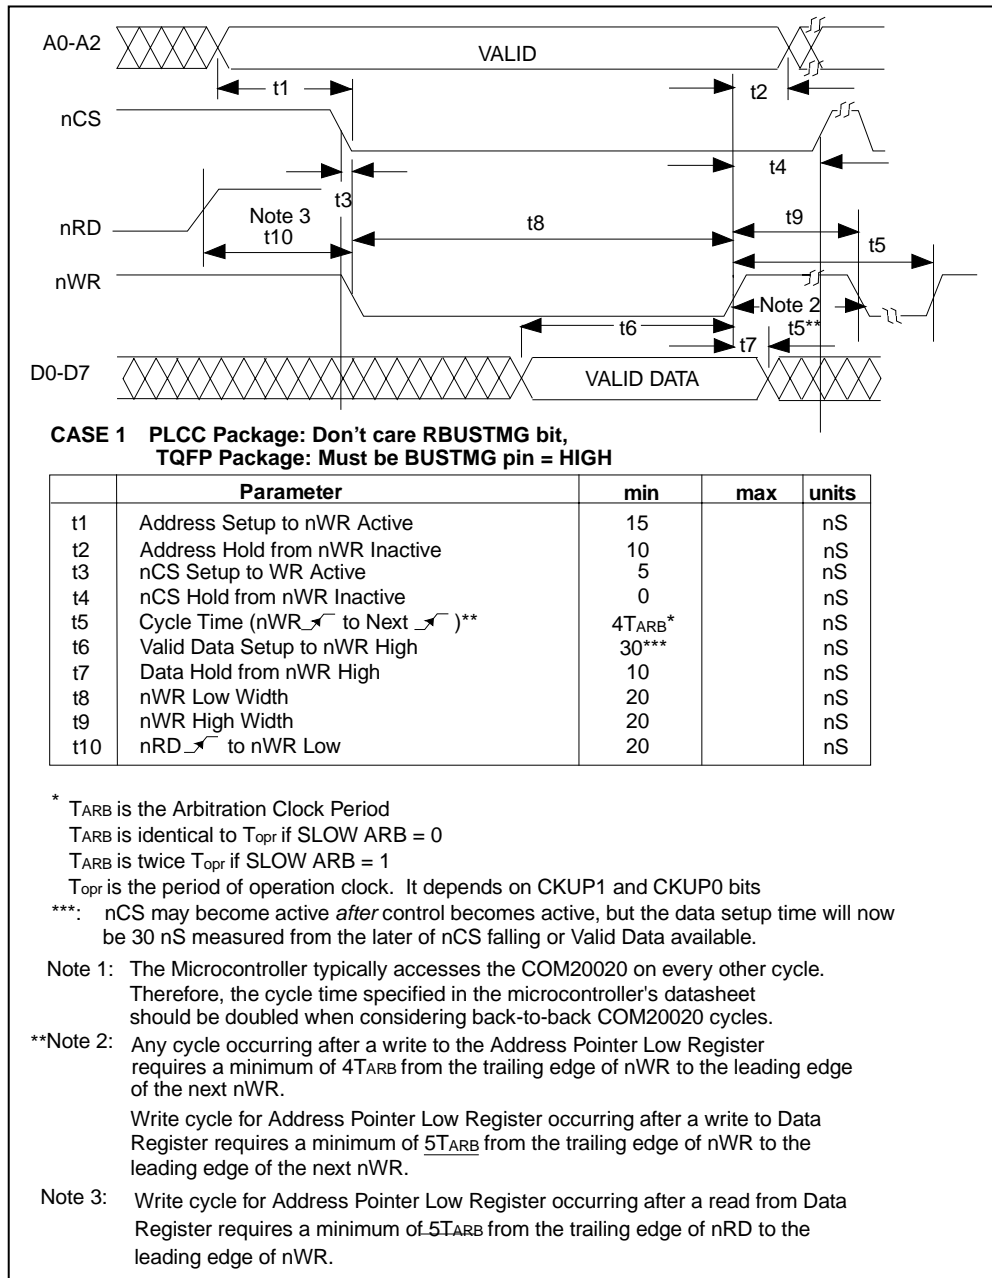 A0-A2
VALID
t1
t2
nCS
t4
t3
nRD
Note 3
t10
t8
t9
t5
nWR
Note 2
t5**
t6
t7
D0-D7
VALID DATA
CASE 1 PLCC Package: Don't care RBUSTMG bit,
TQFP Package: Must be BUSTMG pin = HIGH
Parameter min max units
t1 Address Setup to nWR Active 15 nS
t2 Address Hold from nWR Inactive 10 nS
t3 nCS Setup to WR Active 5 nS
t4 nCS Hold from nWR Inactive 0 nS
t5 Cycle Time (nWR to Next )** 4TARB* nS
t6 Valid Data Setup to nWR High 30*** nS
t7 Data Hold from nWR High 10 nS
t8 nWR Low Width 20 nS
t9 nWR High Width 20 nS
t10 nRD to nWR Low 20 nS
* TARB is the Arbitration Clock Period
TARB is identical to Topr if SLOW ARB = 0
TARB is twice Topr if SLOW ARB = 1
Topr is the period of operation clock. It depends on CKUP1 and CKUP0 bits
***: nCS may become active after control becomes active, but the data setup time will now
be 30 nS measured from the later of nCS falling or Valid Data available.
Note 1: The Microcontroller typically accesses the COM20020 on every other cycle.
Therefore, the cycle time specified in the microcontroller's datasheet
should be doubled when considering back-to-back COM20020 cycles.
**Note 2: Any cycle occurring after a write to the Address Pointer Low Register
requires a minimum of 4TARB from the trailing edge of nWR to the leading edge
of the next nWR.
Write cycle for Address Pointer Low Register occurring after a write to Data
Register requires a minimum of 5TARB from the trailing edge of nWR to the
leading edge of the next nWR.
Note 3: Write cycle for Address Pointer Low Register occurring after a read from Data
Register requires a minimum of 5TARB from the trailing edge of nRD to the
leading edge of nWR.